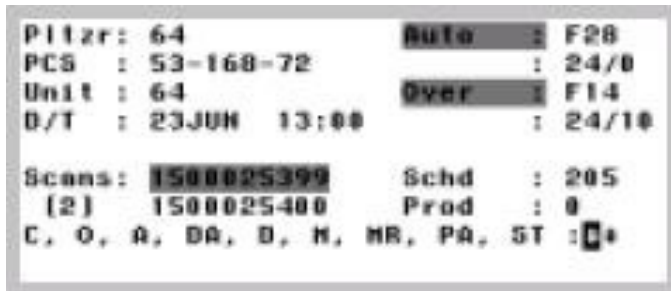 Pltzr: 64 Auto : F28
PCS : 53-168-72 : 24/0
Unit : 64 Over : F14
D/T : 23JUN 13:00 : 24/10
Scans: 1500025399 Schd : 205
(2) 1500025400 Prod : 0
C, O, A, DA, D, M, MR, PA, ST :